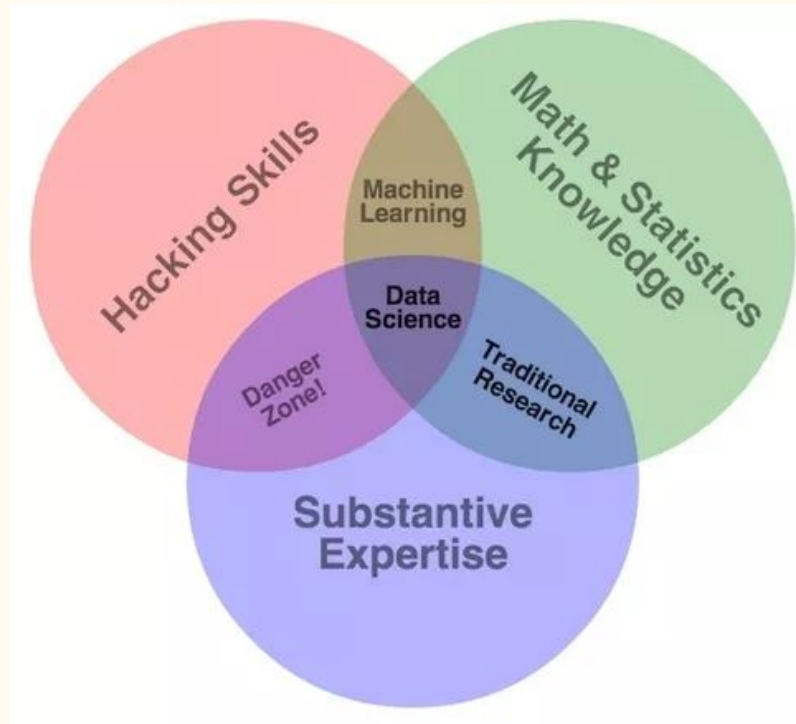 Hacking Skills
Math & Statistics
Knowledge
Machine
Learning
Data
Science
Danger
Zone!
Traditional
Research
Substantive
Expertise